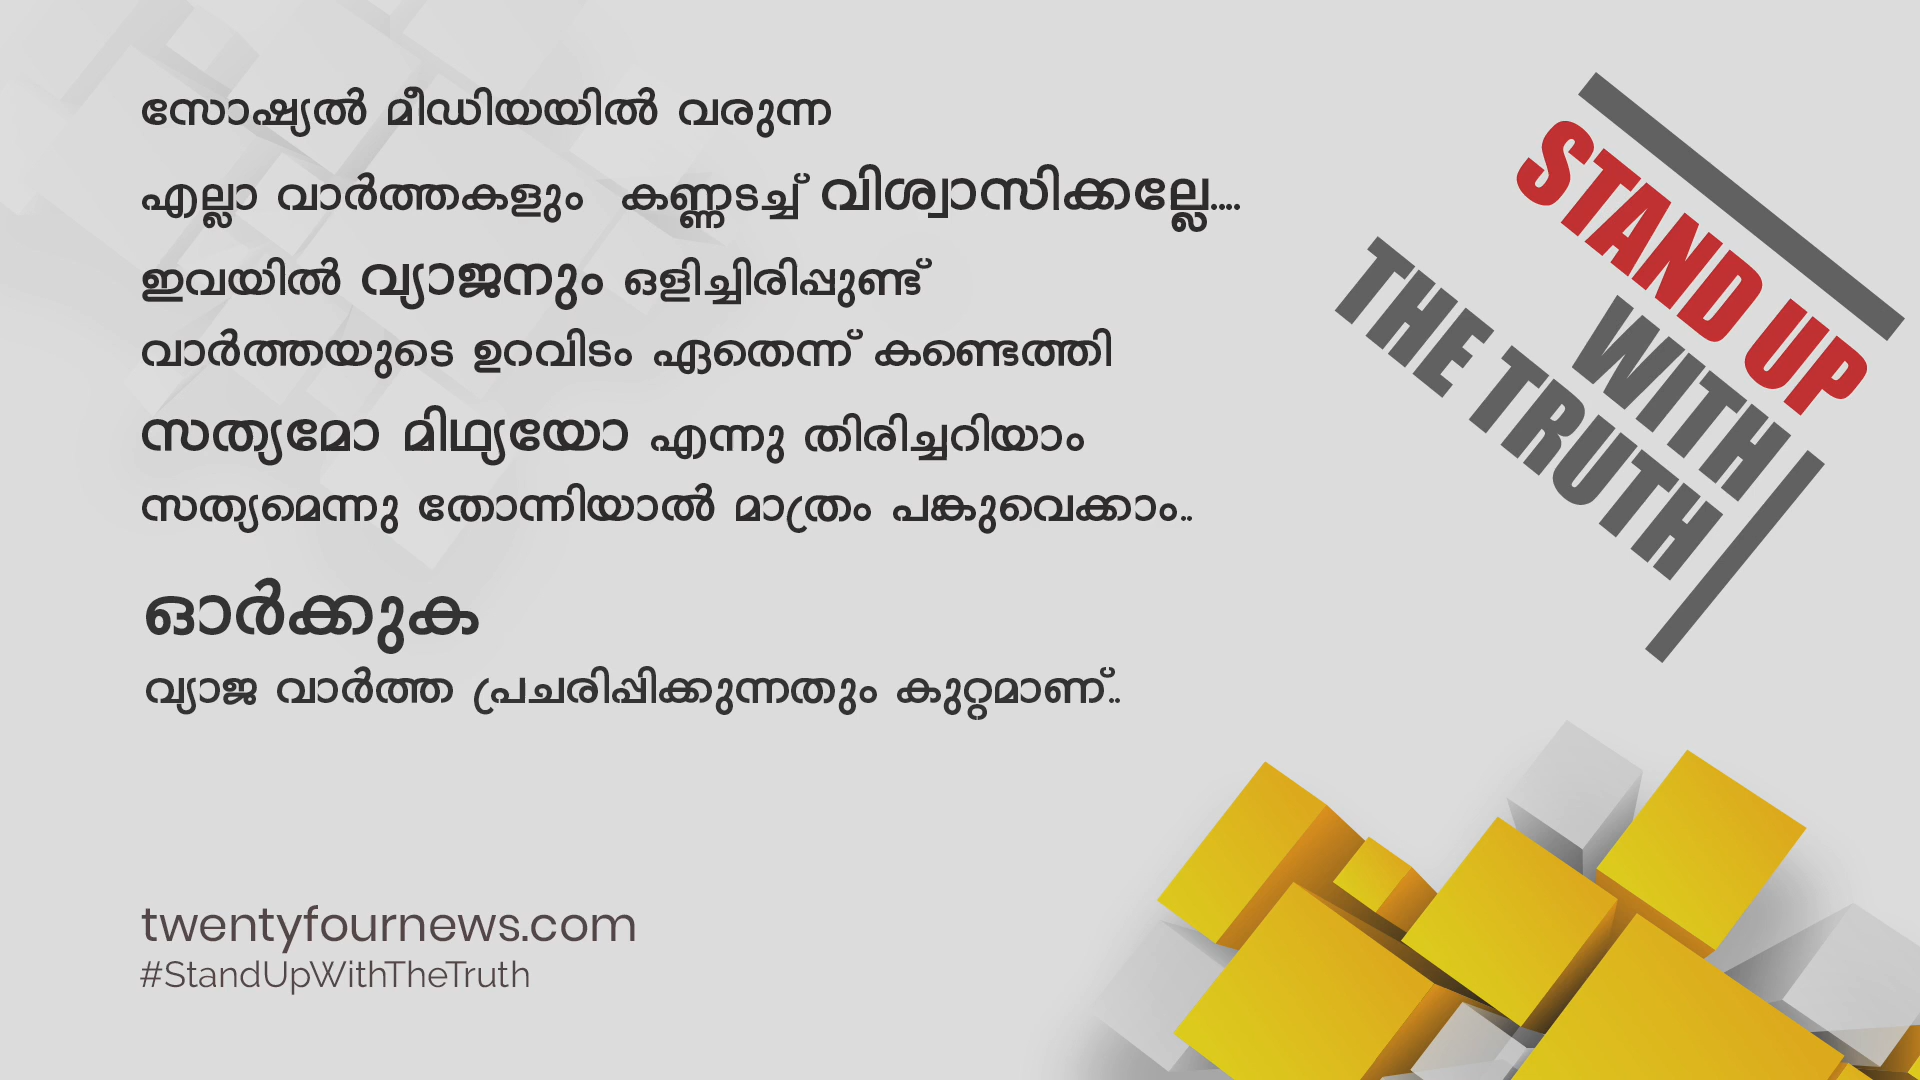 സോഷ്യൽ മീഡിയയിൽ വരുന്ന
എല്ലാ വാർത്തകളും കണ്ണടച്ച് വിശ്വാസിക്കല്ലേ....
ഇവയിൽ വ്യാജനും ഒളിച്ചിരിപ്പുണ്ട്
വാർത്തയുടെ ഉറവിടം ഏതെന്ന് കണ്ടെത്തി
സത്യമോ മിഥ്യയോ എന്നു തിരിച്ചറിയാം
സത്യമെന്നു തോന്നിയാൽ മാത്രം പങ്കുവെക്കാം..
ഓർക്കുക
വ്യാജ വാർത്ത പ്രചരിപ്പിക്കുന്നതും കുറ്റമാണ്..
STAND UP
WITH
THE TRUTH
twentyfournews.com
#StandUpWithTheTruth